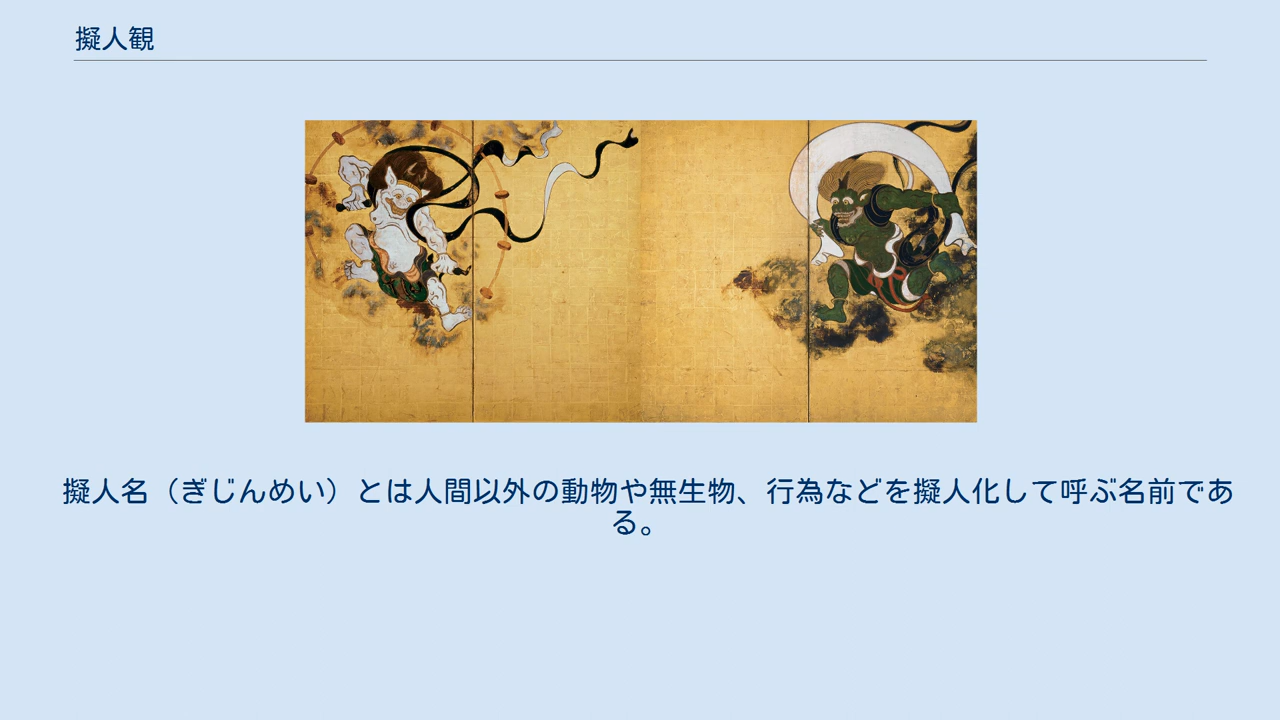 擬人観
擬人名（ぎじんめい）とは人間以外の動物や無生物、行為などを擬人化して呼ぶ名前であ
る。